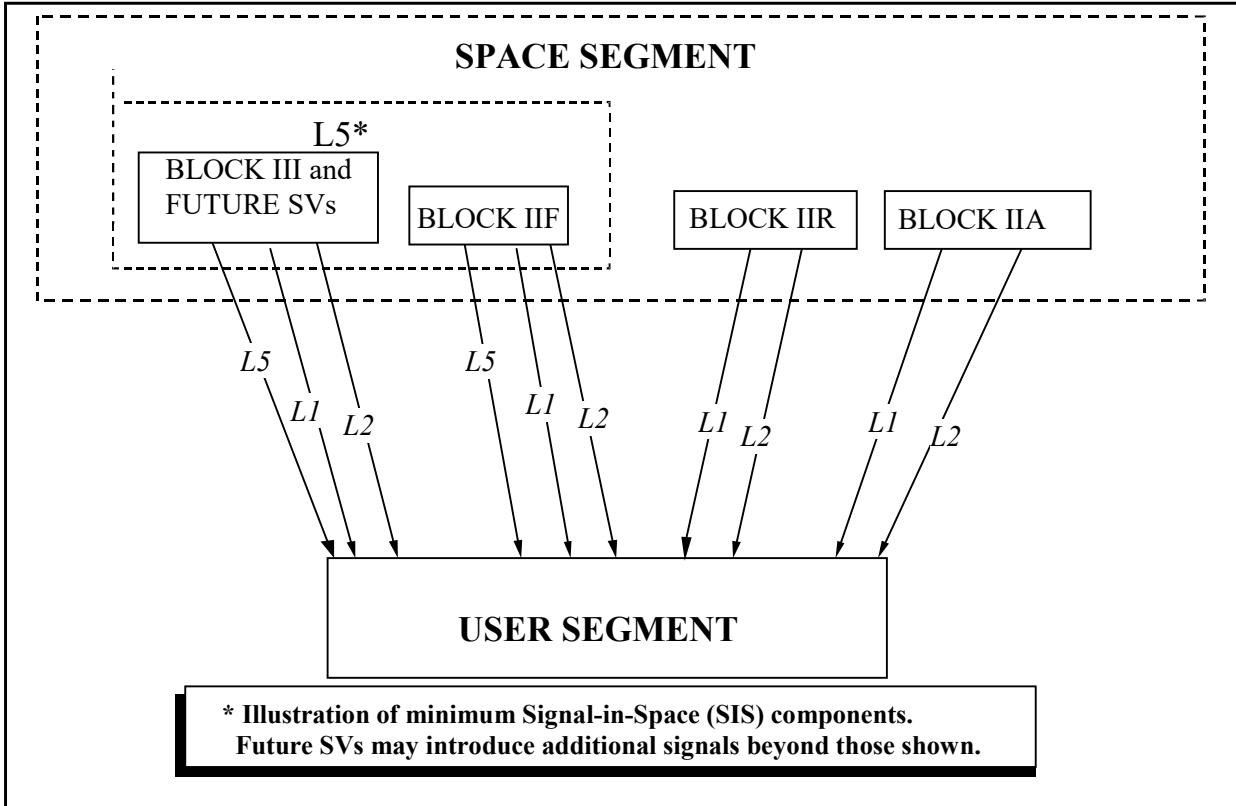 SPACE SEGMENT
L5*
BLOCK III and
FUTURE SVs
BLOCK IIF
BLOCK IIR
BLOCK IIA
L5
L1
L2
L5
L1
L2
L1
L2
L1
L2
USER SEGMENT
* Illustration of minimum Signal-in-Space (SIS) components.
Future SVs may introduce additional signals beyond those shown.